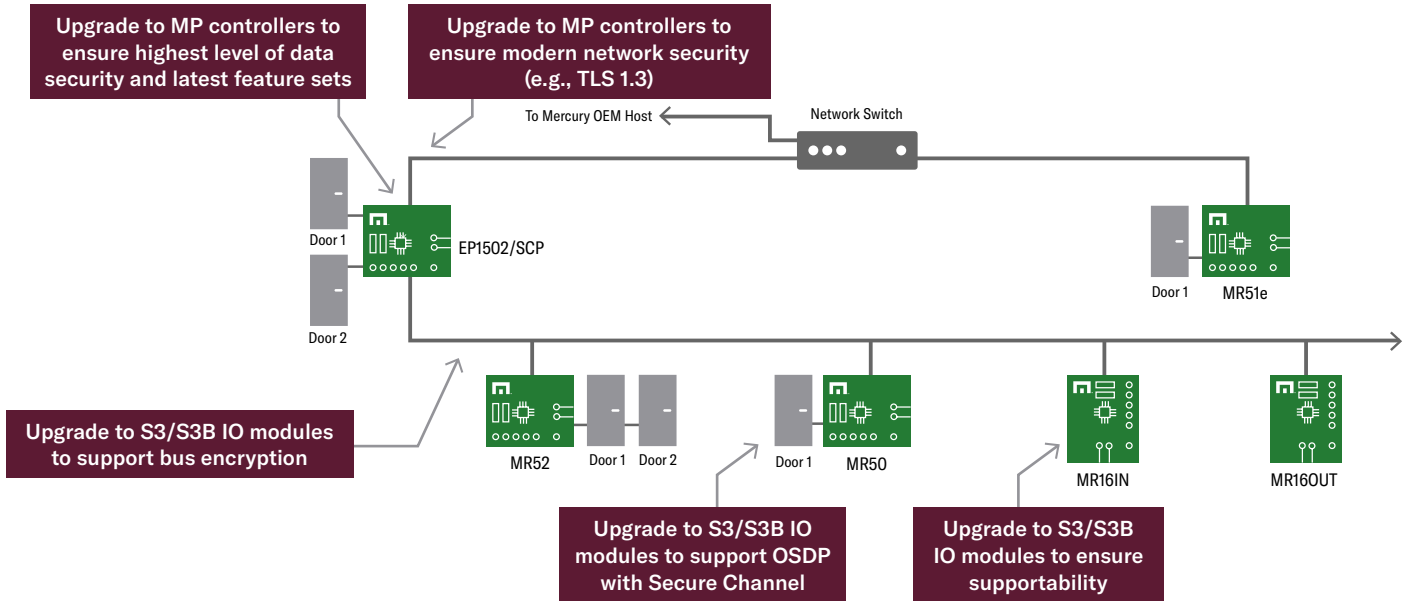 Upgrade to MP controllers to
ensure highest level of data
security and latest feature sets
Upgrade to MP controllers to
ensure modern network security
(e.g., TLS 1.3)
To Mercury OEM Host
Network Switch
Door 1
EP1502/SCP
Door 2
Door 1
MR51e
Upgrade to S3/S3B IO modules
to support bus encryption
MR52
Door 1
Door 2
Door 1
MR50
MR16IN
MR16OUT
Upgrade to S3/S3B IO
modules to support OSDP
with Secure Channel
Upgrade to S3/S3B
IO modules to ensure
supportability